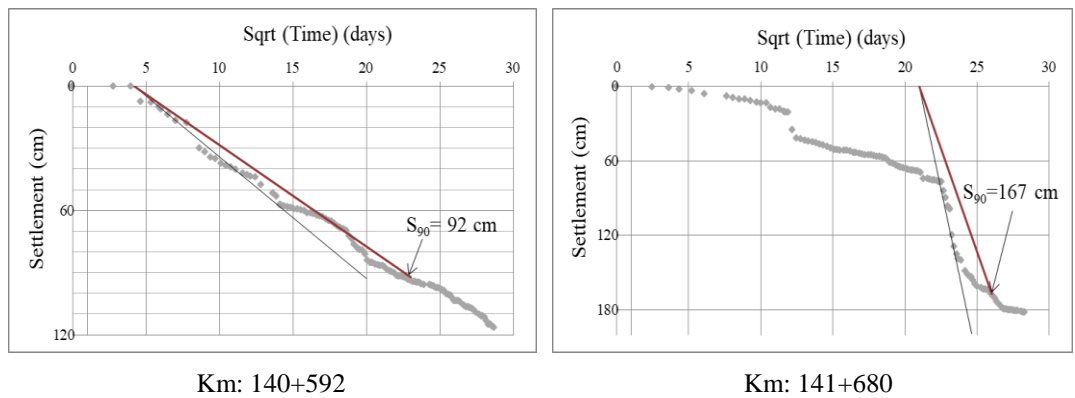 Sqrt (Time) (days)
0 5 10 15 20 25 30
0
60
120
Settlement (cm)
S90= 92 cm
Km: 140+592
Sqrt (Time) (days)
0 5 10 15 20 25 30
0
60
120
180
Settlement (cm)
S90=167 cm
Km: 141+680